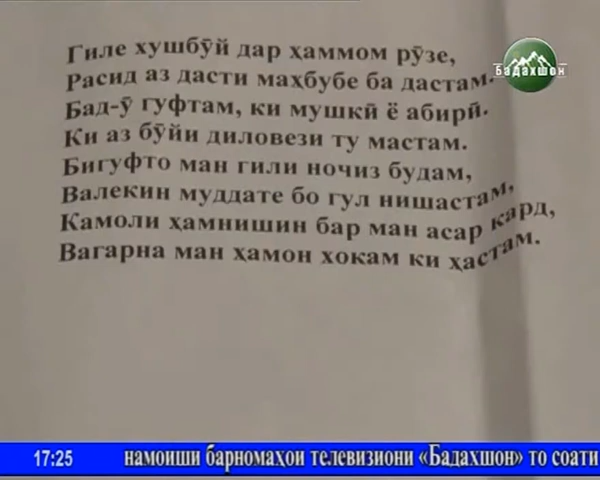 Гиле хушбӯй дар ҳаммом рӯзе,
Расид аз дасти маҳбубе ба дастам.
Бад-ӯ гуфтам, ки мушкӣ ё абирӣ.
Ки аз бӯйи диловези ту мастам.
Бигуфто ман гили ночиз будам,
Валекин муддате бо гул нишастам,
Камоли ҳамнишин бар ман асар кард,
Вагарна ман ҳамон хокам ки ҳастам.
Бадахшон
17:25 намоиши барномаҳои телевизиони «Бадахшон» то соати